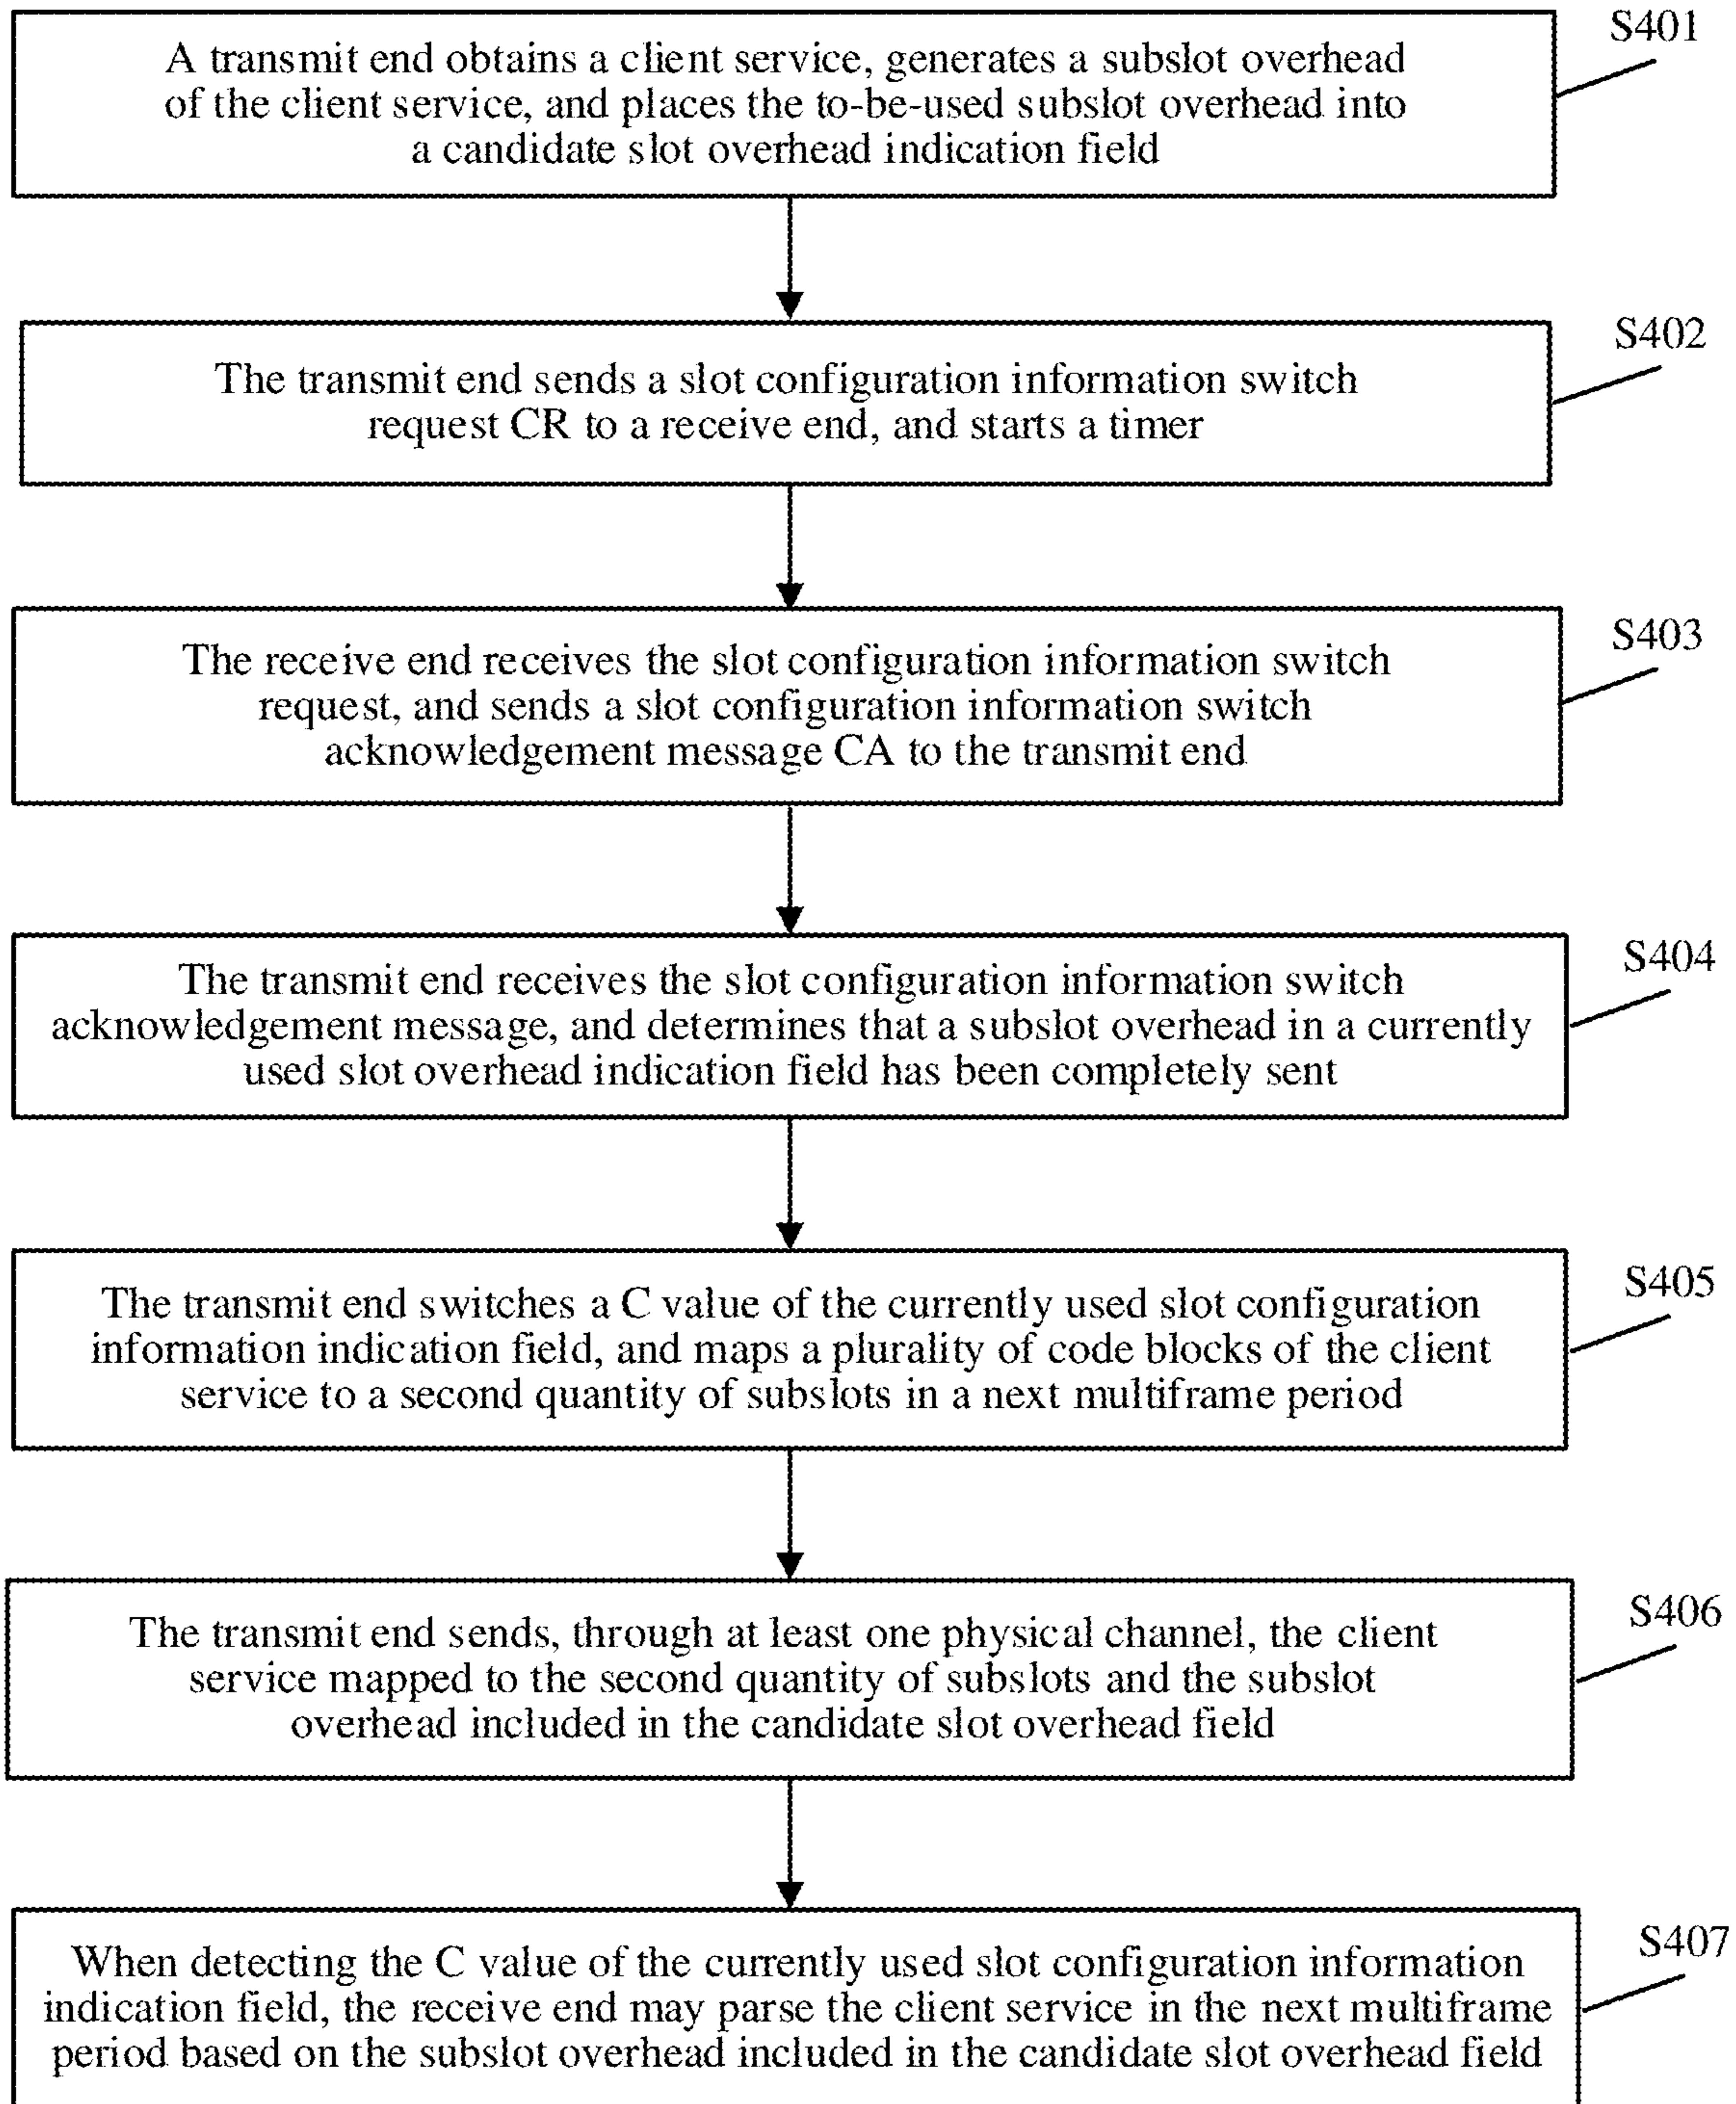 S401
A transmit end obtains a client service, generates a subslot overhead
of the client service, and places the to-be-used subslot overhead into
a candidate slot overhead indication field
S402
The transmit end sends a slot configuration information switch
request CR to a receive end, and starts a timer
S403
The receive end receives the slot configuration information switch
request, and sends a slot configuration information switch
acknowledgement message CA to the transmit end
S404
The transmit end receives the slot configuration information switch
acknowledgement message, and determines that a subslot overhead in a currently
used slot overhead indication field has been completely sent
S405
The transmit end switches a C value of the currently used slot configuration
information indication field, and maps a plurality of code blocks of the client
service to a second quantity of subslots in a next multiframe period
S406
The transmit end sends, through at least one physical channel, the client
service mapped to the second quantity of subslots and the subslot
overhead included in the candidate slot overhead field
S407
When detecting the C value of the currently used slot configuration information
indication field, the receive end may parse the client service in the next multiframe
period based on the subslot overhead included in the candidate slot overhead field